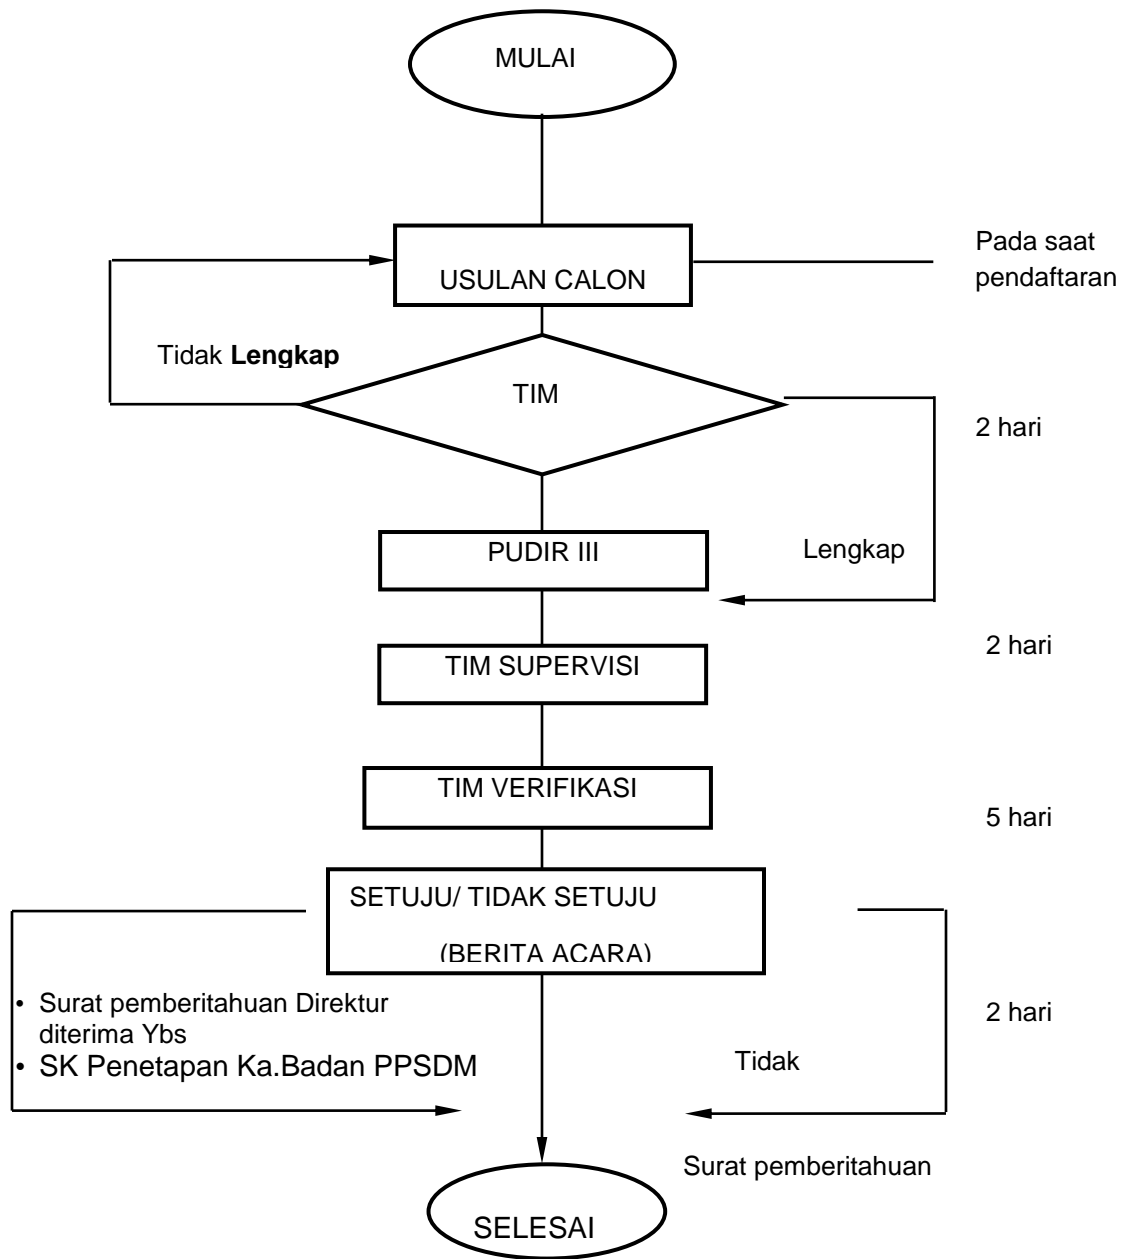 MULAI
USULAN CALON
Pada saat
pendaftaran
Tidak Lengkap
TIM
2 hari
PUDIR III
Lengkap
2 hari
TIM SUPERVISI
TIM VERIFIKASI
5 hari
SETUJU/ TIDAK SETUJU
(BERITA ACARA)
• Surat pemberitahuan Direktur
diterima Ybs
• SK Penetapan Ka.Badan PPSDM
2 hari
Tidak
Surat pemberitahuan
SELESAI